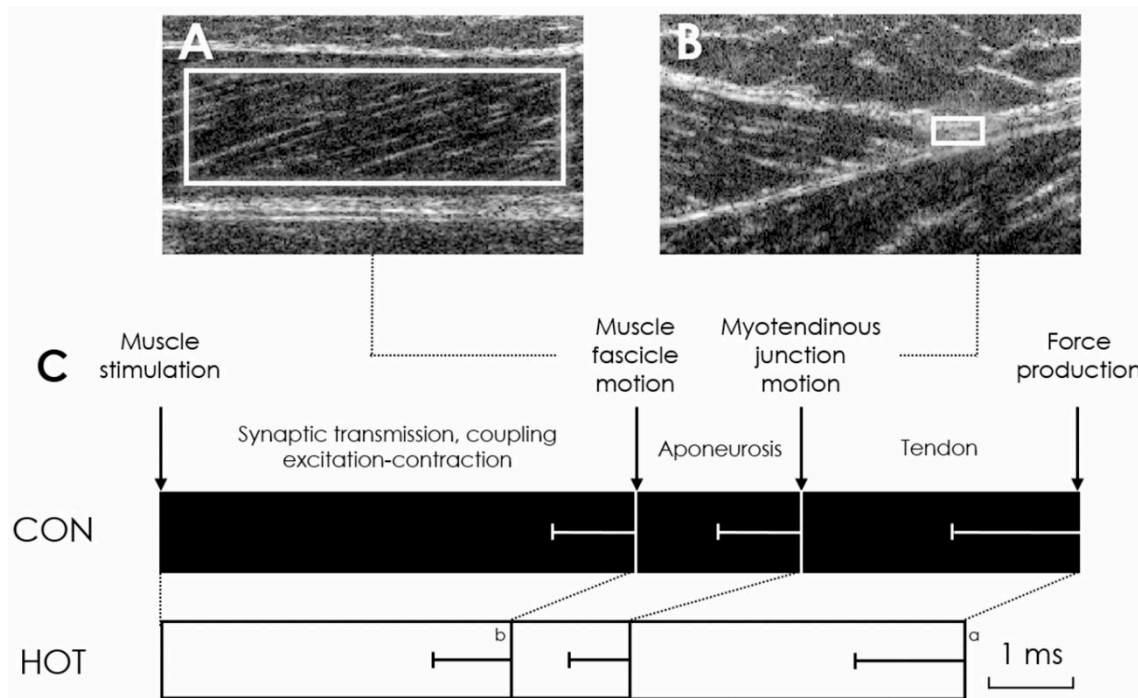 A
B
C
Muscle
stimulation
Muscle
fascicle
motion
Myotendinous
junction
motion
Force
production
Synaptic transmission, coupling
excitation-contraction
Aponeurosis
Tendon
CON
HOT
b
a
1 ms